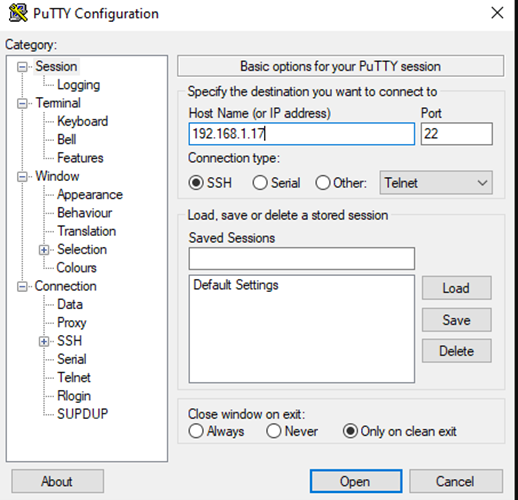 PuTTY Configuration
Category:
Session
Logging
Terminal
Keyboard
Bell
Features
Window
Appearance
Behaviour
Translation
Selection
Colours
Connection
Data
Proxy
SSH
Serial
Telnet
Rlogin
SUPDUP
Basic options for your PuTTY session
Specify the destination you want to connect to
Host Name (or IP address) Port
192.168.1.17 22
Connection type:
SSH Serial Other: Telnet
Load, save or delete a stored session
Saved Sessions
Default Settings
Load
Save
Delete
Close window on exit:
Always Never Only on clean exit
About Open Cancel